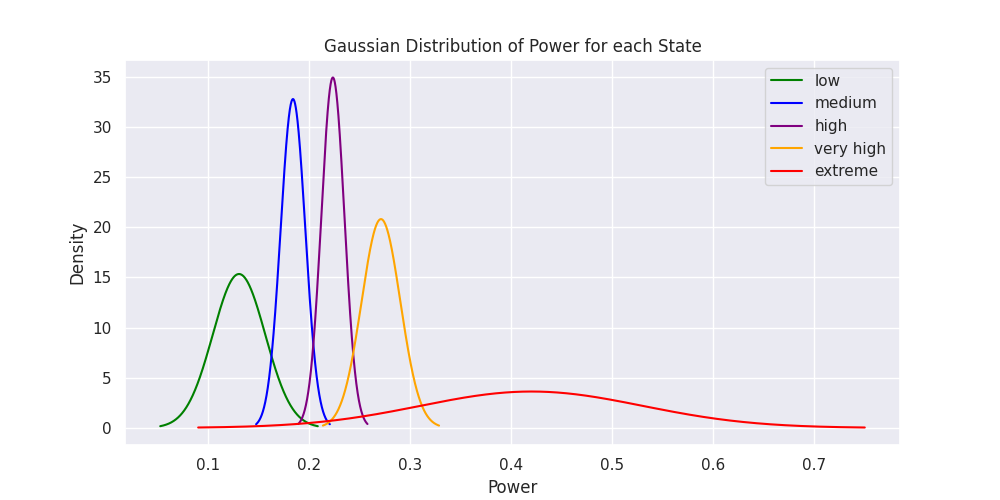 Gaussian Distribution of Power for each State
35
30
25
20
15
10
5
0
Density
low
medium
high
very high
extreme
0.1 0.2 0.3 0.4 0.5 0.6 0.7
Power